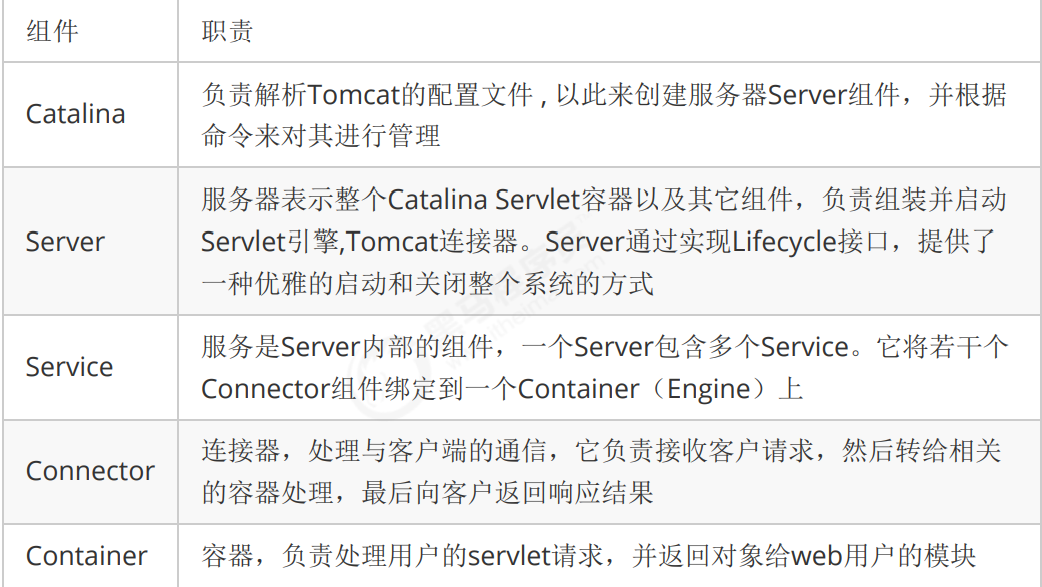 组件 职责
Catalina
负责解析Tomcat的配置文件 , 以此来创建服务器Server组件，并根据
命令来对其进行管理
Server
服务器表示整个Catalina Servlet容器以及其它组件，负责组装并启动
Servlet引擎,Tomcat连接器。Server通过实现Lifecycle接口，提供了
一种优雅的启动和关闭整个系统的方式
Service
服务是Server内部的组件，一个Server包含多个Service。它将若干个
Connector组件绑定到一个Container（Engine）上
Connector
连接器，处理与客户端的通信，它负责接收客户请求，然后转给相关
的容器处理，最后向客户返回响应结果
Container 容器，负责处理用户的servlet请求，并返回对象给web用户的模块